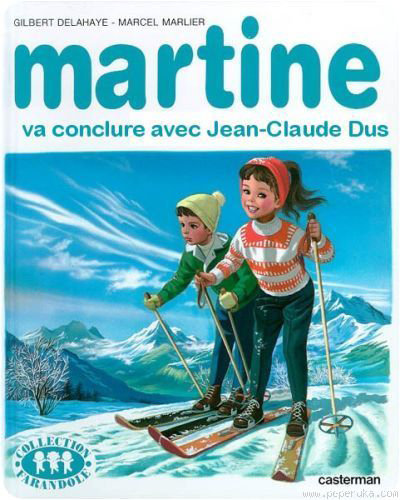 GILBERT DELAHAYE - MARCEL MARLIER
martine
va conclure avec Jean-Claude Dus
COLLECTION
FARANDOLE
casterman
www.peperuka.com